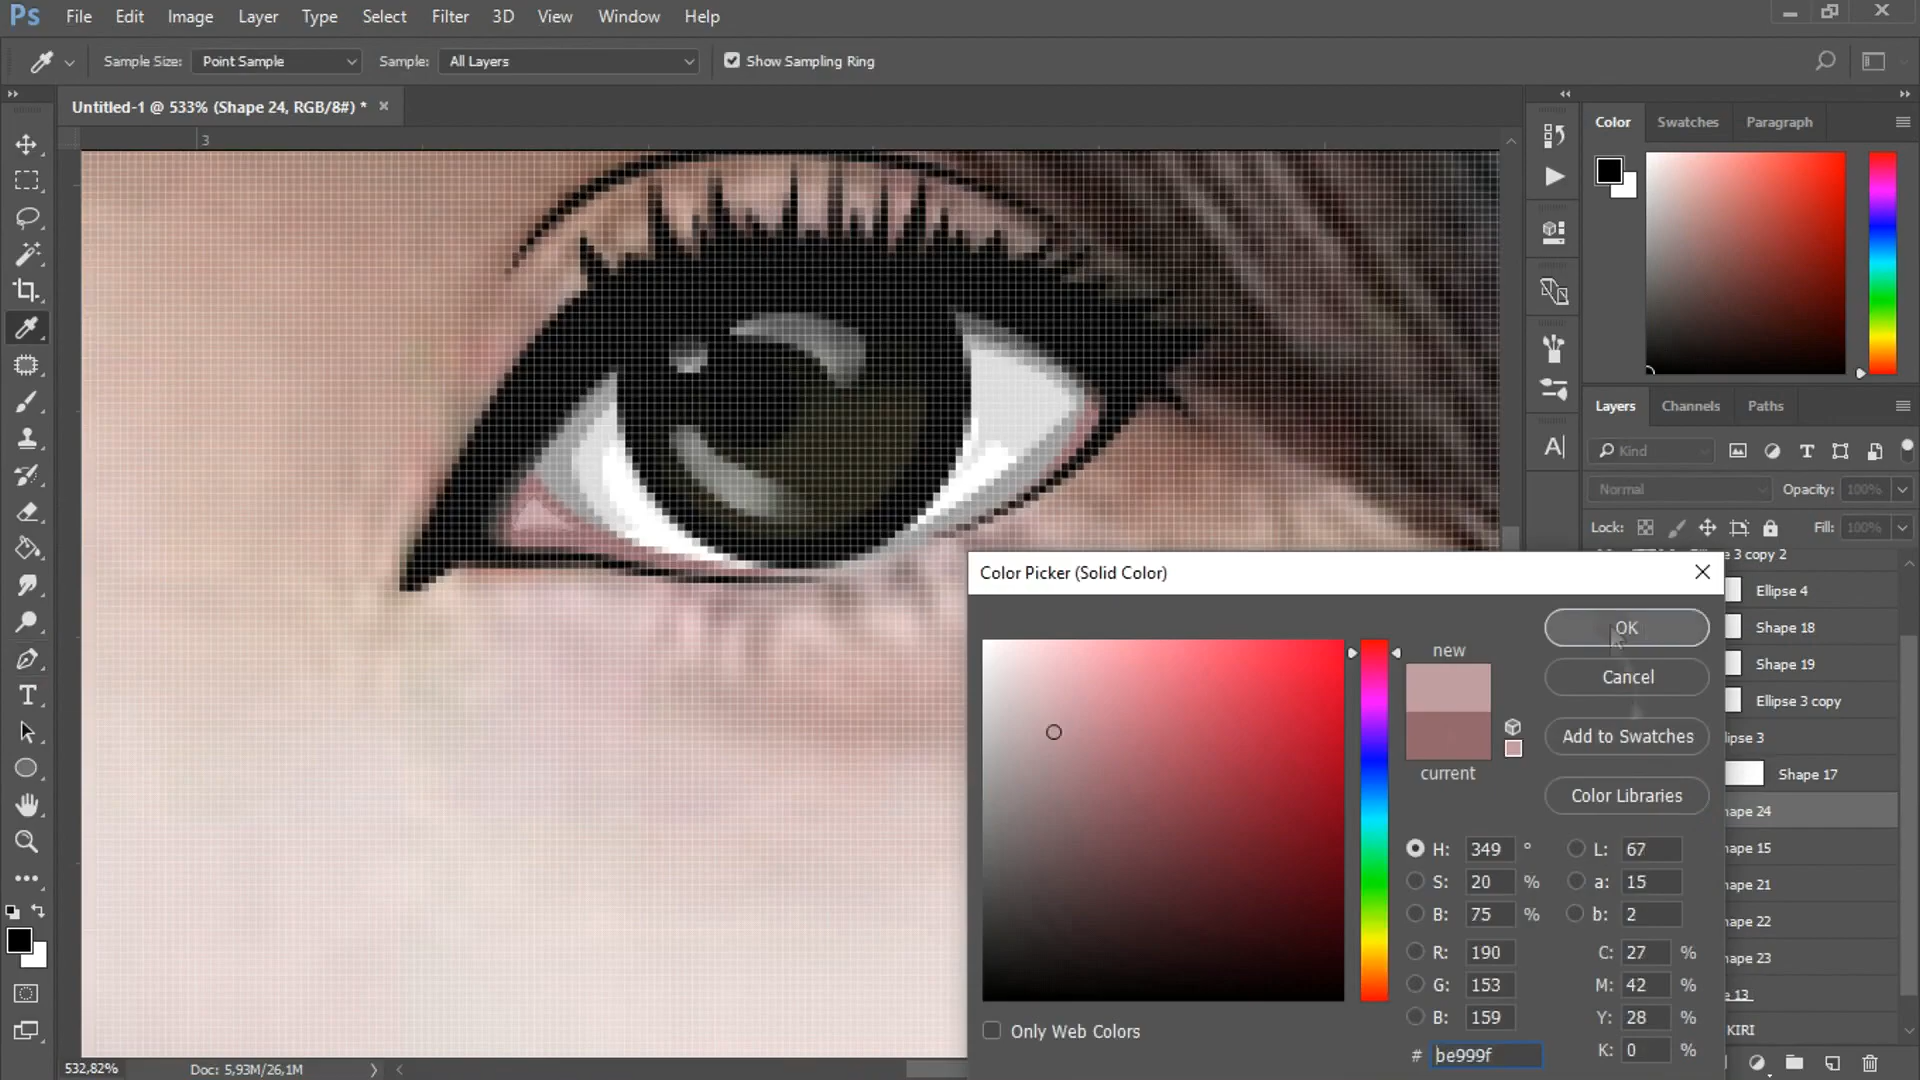 Ps File Edit Image Layer Type Select Filter 3D View Window Help
Sample Size: Point Sample Sample: All Layers Show Sampling Ring
Untitled-1 @ 533% (Shape 24, RGB/8#) *
3
Color Swatches Paragraph
Layers Channels Paths
Kind
Normal Opacity: 100%
Lock: Fill: 100%
e 3 copy 2
Ellipse 4
Shape 18
Shape 19
Ellipse 3 copy
lipse 3
Shape 17
hape 24
hape 15
hape 21
hape 22
hape 23
e 13
KIRI
Color Picker (Solid Color)
new
current
OK
Cancel
Add to Swatches
Color Libraries
H: 349 ° L: 67
S: 20 % a: 15
B: 75 % b: 2
R: 190 C: 27 %
G: 153 M: 42 %
B: 159 Y: 28 %
# be999f K: 0 %
Only Web Colors
532,82% Doc: 5,93M/26,1M